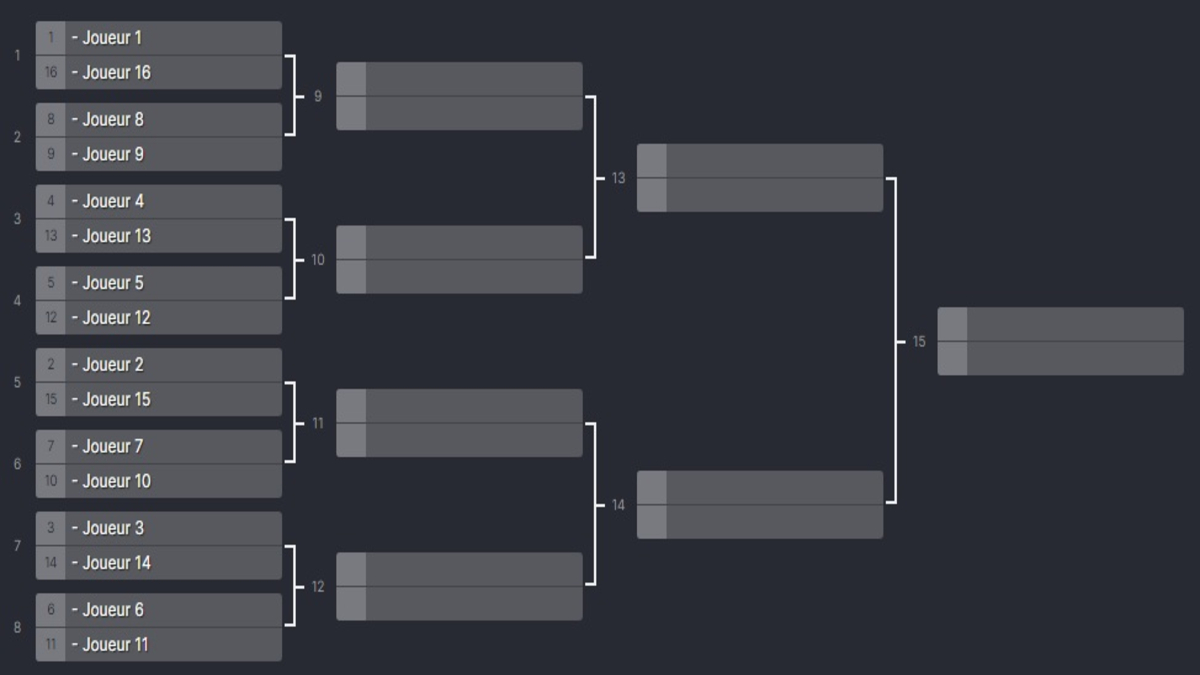 1
1 - Joueur 1
16 - Joueur 16
2
8 - Joueur 8
9 - Joueur 9
3
4 - Joueur 4
13 - Joueur 13
4
5 - Joueur 5
12 - Joueur 12
5
2 - Joueur 2
15 - Joueur 15
6
7 - Joueur 7
10 - Joueur 10
7
3 - Joueur 3
14 - Joueur 14
8
6 - Joueur 6
11 - Joueur 11
9
10
11
12
13
14
15